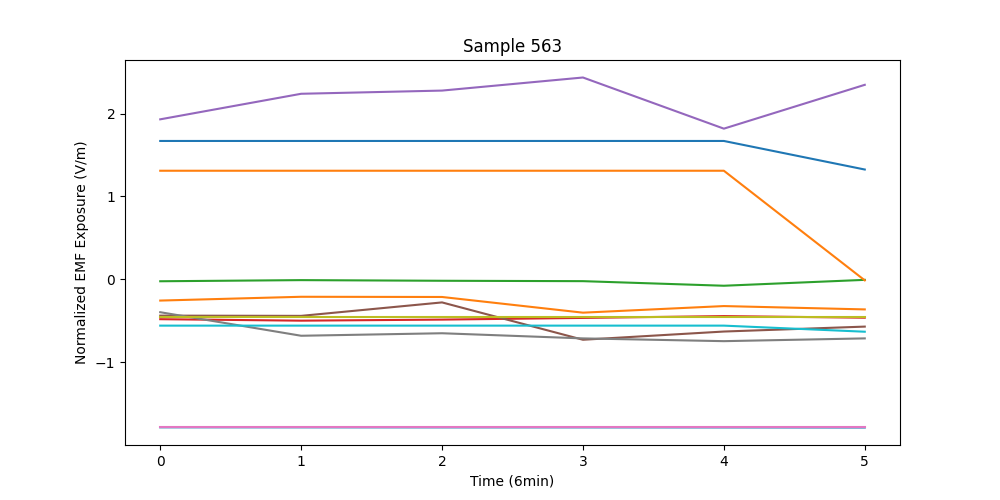 Sample 563
Normalized EMF Exposure (V/m)
2
1
0
−1
0 1 2 3 4 5
Time (6min)